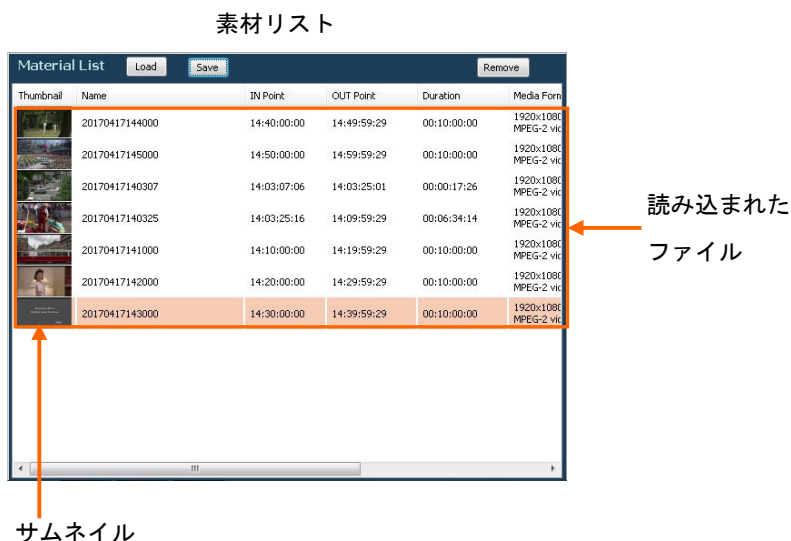 素材リスト
Material List Load Save Remove
Thumbnail Name IN Point OUT Point Duration Media Form
20170417144000 14:40:00:00 14:49:59:29 00:10:00:00 1920x1080
MPEG-2 vid
20170417145000 14:50:00:00 14:59:59:29 00:10:00:00 1920x1080
MPEG-2 vid
20170417140307 14:03:07:06 14:03:25:01 00:00:17:26 1920x1080
MPEG-2 vid
20170417140325 14:03:25:16 14:09:59:29 00:06:34:14 1920x1080
MPEG-2 vid
20170417141000 14:10:00:00 14:19:59:29 00:10:00:00 1920x1080
MPEG-2 vid
20170417142000 14:20:00:00 14:29:59:29 00:10:00:00 1920x1080
MPEG-2 vid
20170417143000 14:30:00:00 14:39:59:29 00:10:00:00 1920x1080
MPEG-2 vid
読み込まれた
ファイル
サムネイル